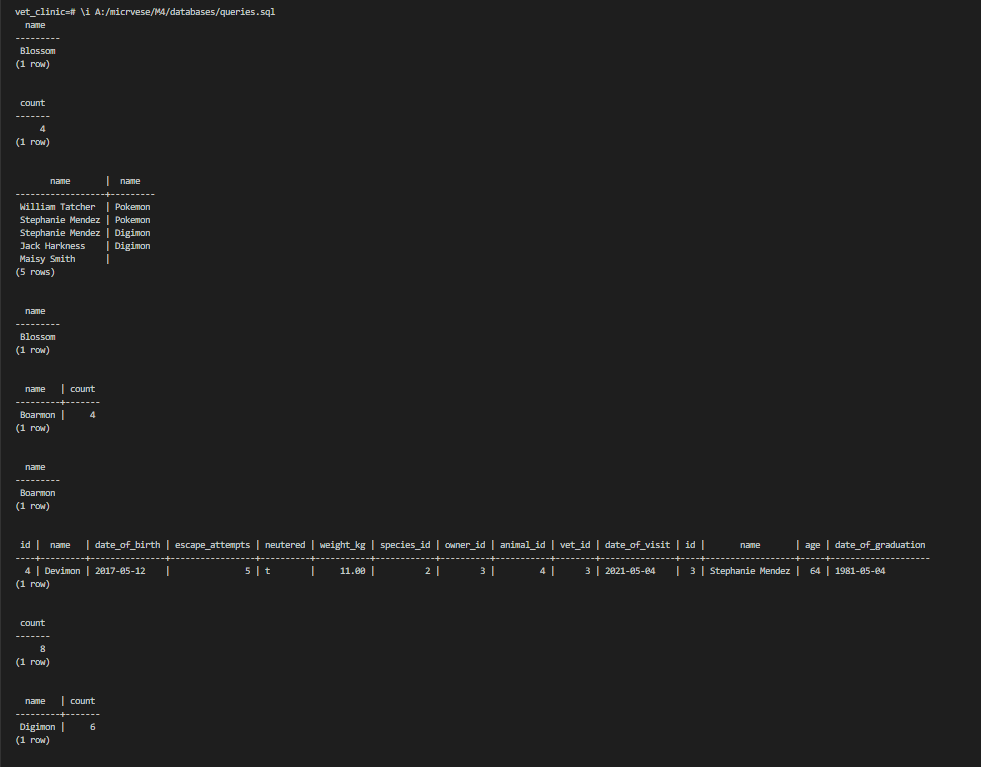 vet_clinic=# \i A:/micrvese/M4/databases/queries.sql
  name
---------
 Blossom
(1 row)

 count
-------
     4
(1 row)

       name       |  name
------------------+---------
 William Tatcher  | Pokemon
 Stephanie Mendez | Pokemon
 Stephanie Mendez | Digimon
 Jack Harkness    | Digimon
 Maisy Smith      |
(5 rows)

  name
---------
 Blossom
(1 row)

  name   | count
---------+-------
 Boarmon |     4
(1 row)

  name
---------
 Boarmon
(1 row)

 id |  name   | date_of_birth | escape_attempts | neutered | weight_kg | species_id | owner_id | animal_id | vet_id | date_of_visit | id |       name       | age | date_of_graduation
----+---------+---------------+-----------------+----------+-----------+------------+----------+-----------+--------+---------------+----+------------------+-----+--------------------
  4 | Devimon | 2017-05-12    |               5 | t        |     11.00 |          2 |        3 |         4 |      3 | 2021-05-04    |  3 | Stephanie Mendez |  64 | 1981-05-04
(1 row)

 count
-------
     8
(1 row)

  name   | count
---------+-------
 Digimon |     6
(1 row)